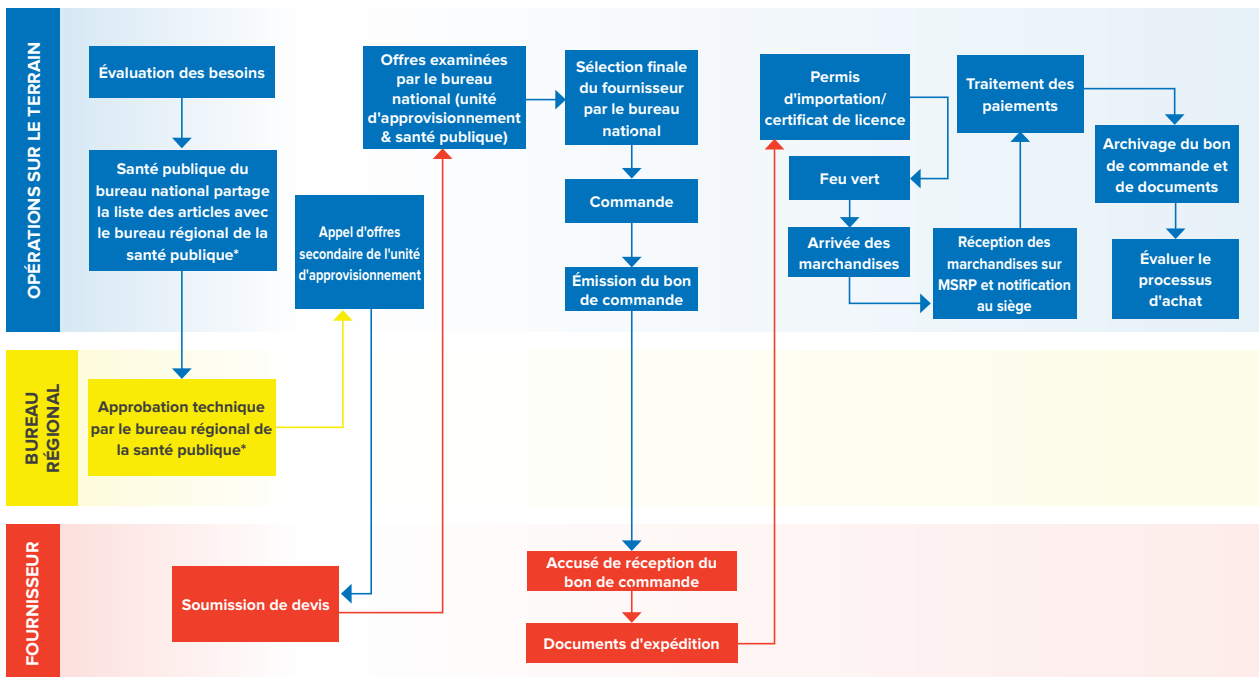 OPÉRATIONS SUR LE TERRAIN
Évaluation des besoins
Santé publique du
bureau national partage
la liste des articles avec
le bureau régional de la
santé publique*
Appel d'offres
secondaire de l'unité
d'approvisionnement
Offres examinées
par le bureau
national (unité
d'approvisionnement
& santé publique)
Sélection finale
du fournisseur
par le bureau
national
Commande
Émission du bon
de commande
Permis
d'importation/
certificat de licence
Feu vert
Arrivée des
marchandises
Réception des
marchandises sur
MSRP et notification
au siège
Traitement des
paiements
Archivage du bon
de commande et
de documents
Évaluer le
processus
d'achat
BUREAU
RÉGIONAL
Approbation technique
par le bureau régional de
la santé publique*
FOURNISSEUR
Soumission de devis
Accusé de réception du
bon de commande
Documents d'expédition